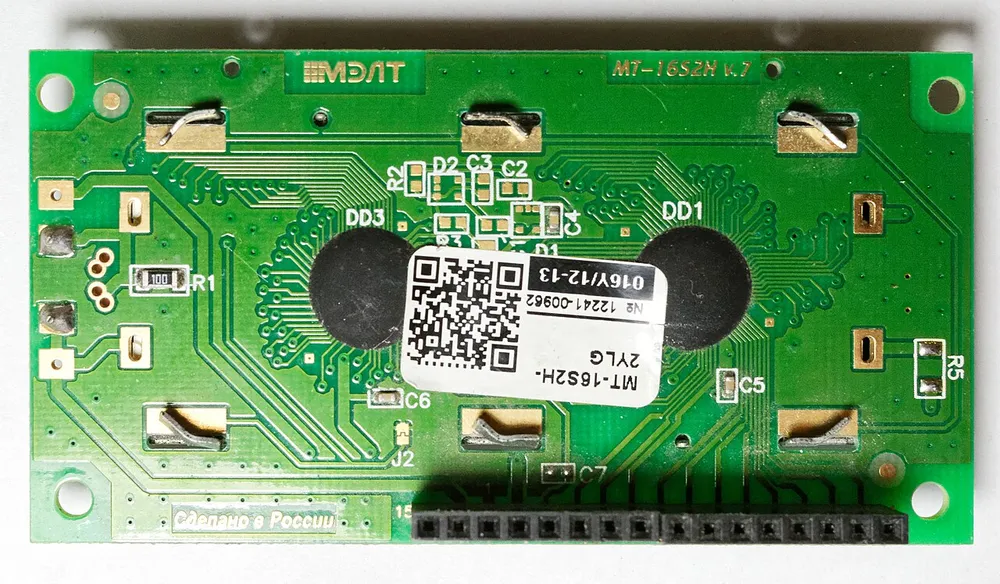 МЭЛТ
MT-16S2H v.7
R2
D2
C3
C2
C4
DD3
DD1
R3
D1
R1
100
016Y/12-13
№ 12241-00962
MT-16S2H-
2YLG
R5
C5
C6
J2
C7
Сделано в России
15